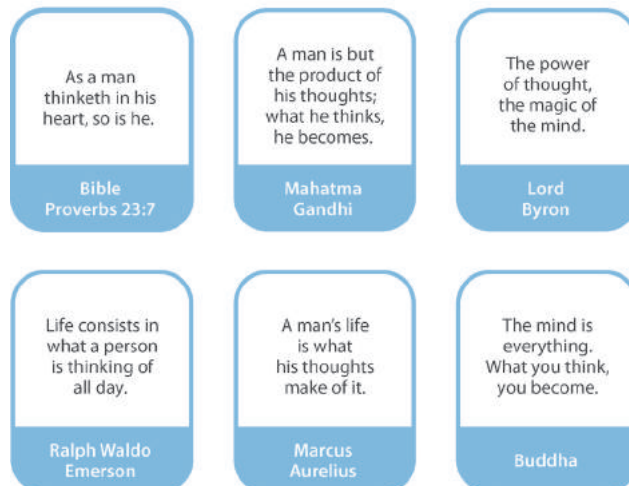 As a man
thinketh in his
heart, so is he.
Bible
Proverbs 23:7
A man is but
the product of
his thoughts;
what he thinks,
he becomes.
Mahatma
Gandhi
The power
of thought,
the magic of
the mind.
Lord
Byron
Life consists in
what a person
is thinking of
all day.
Ralph Waldo
Emerson
A man's life
is what
his thoughts
make of it.
Marcus
Aurelius
The mind is
everything.
What you think,
you become.
Buddha